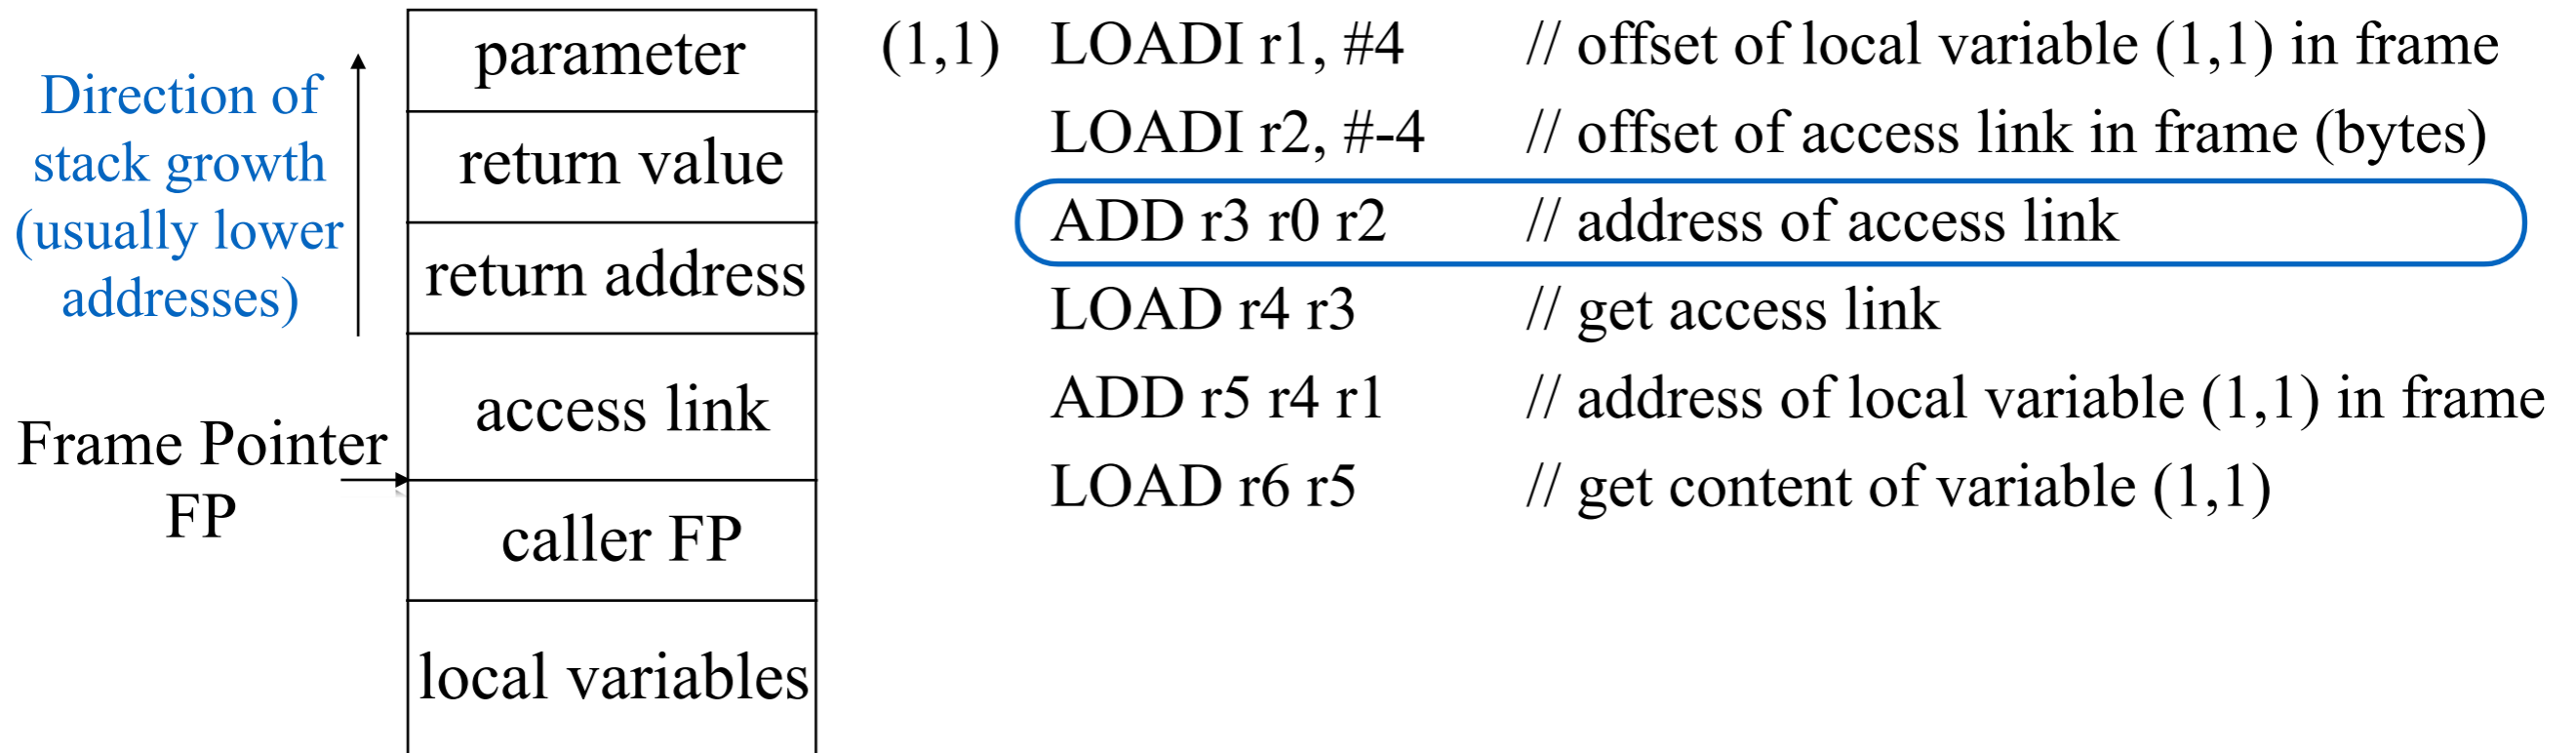 Direction of
stack growth
(usually lower
addresses)
Frame Pointer
FP
parameter
return value
return address
access link
caller FP
local variables
(1,1) LOADI r1, #4 // offset of local variable (1,1) in frame
LOADI r2, #-4 // offset of access link in frame (bytes)
ADD r3 r0 r2 // address of access link
LOAD r4 r3 // get access link
ADD r5 r4 r1 // address of local variable (1,1) in frame
LOAD r6 r5 // get content of variable (1,1)